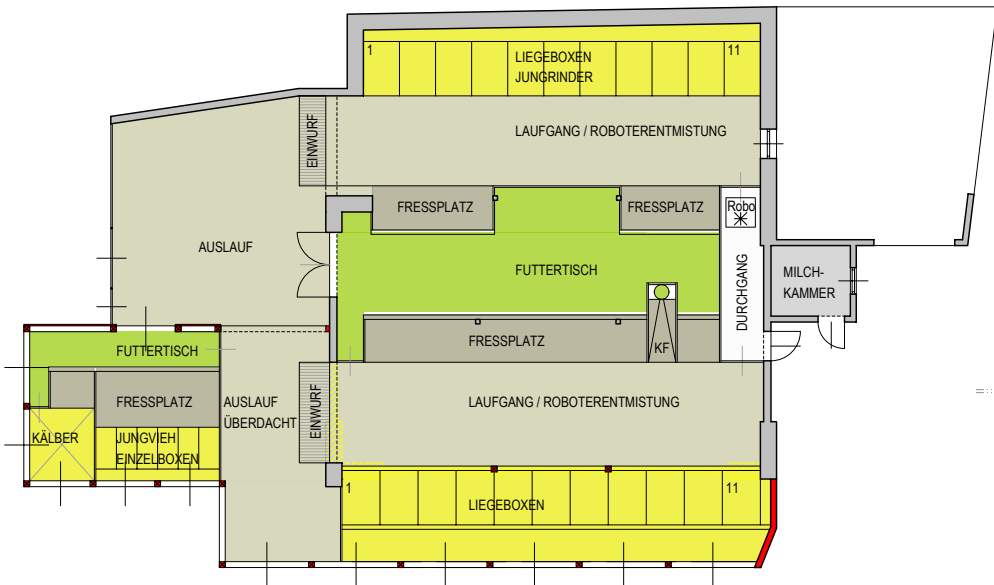 1
LIEGEBOXEN
JUNGRINDER
11
EINWURF
LAUFGANG / ROBOTERENTMISTUNG
FRESSPLATZ
FRESSPLATZ
Robo
AUSLAUF
FUTTERTISCH
DURCHGANG
MILCH-
KAMMER
FRESSPLATZ
KF
FUTTERTISCH
FRESSPLATZ
AUSLAUF
ÜBERDACHT
EINWURF
LAUFGANG / ROBOTERENTMISTUNG
KÄLBER
JUNGVIEH
EINZELBOXEN
1
LIEGEBOXEN
11